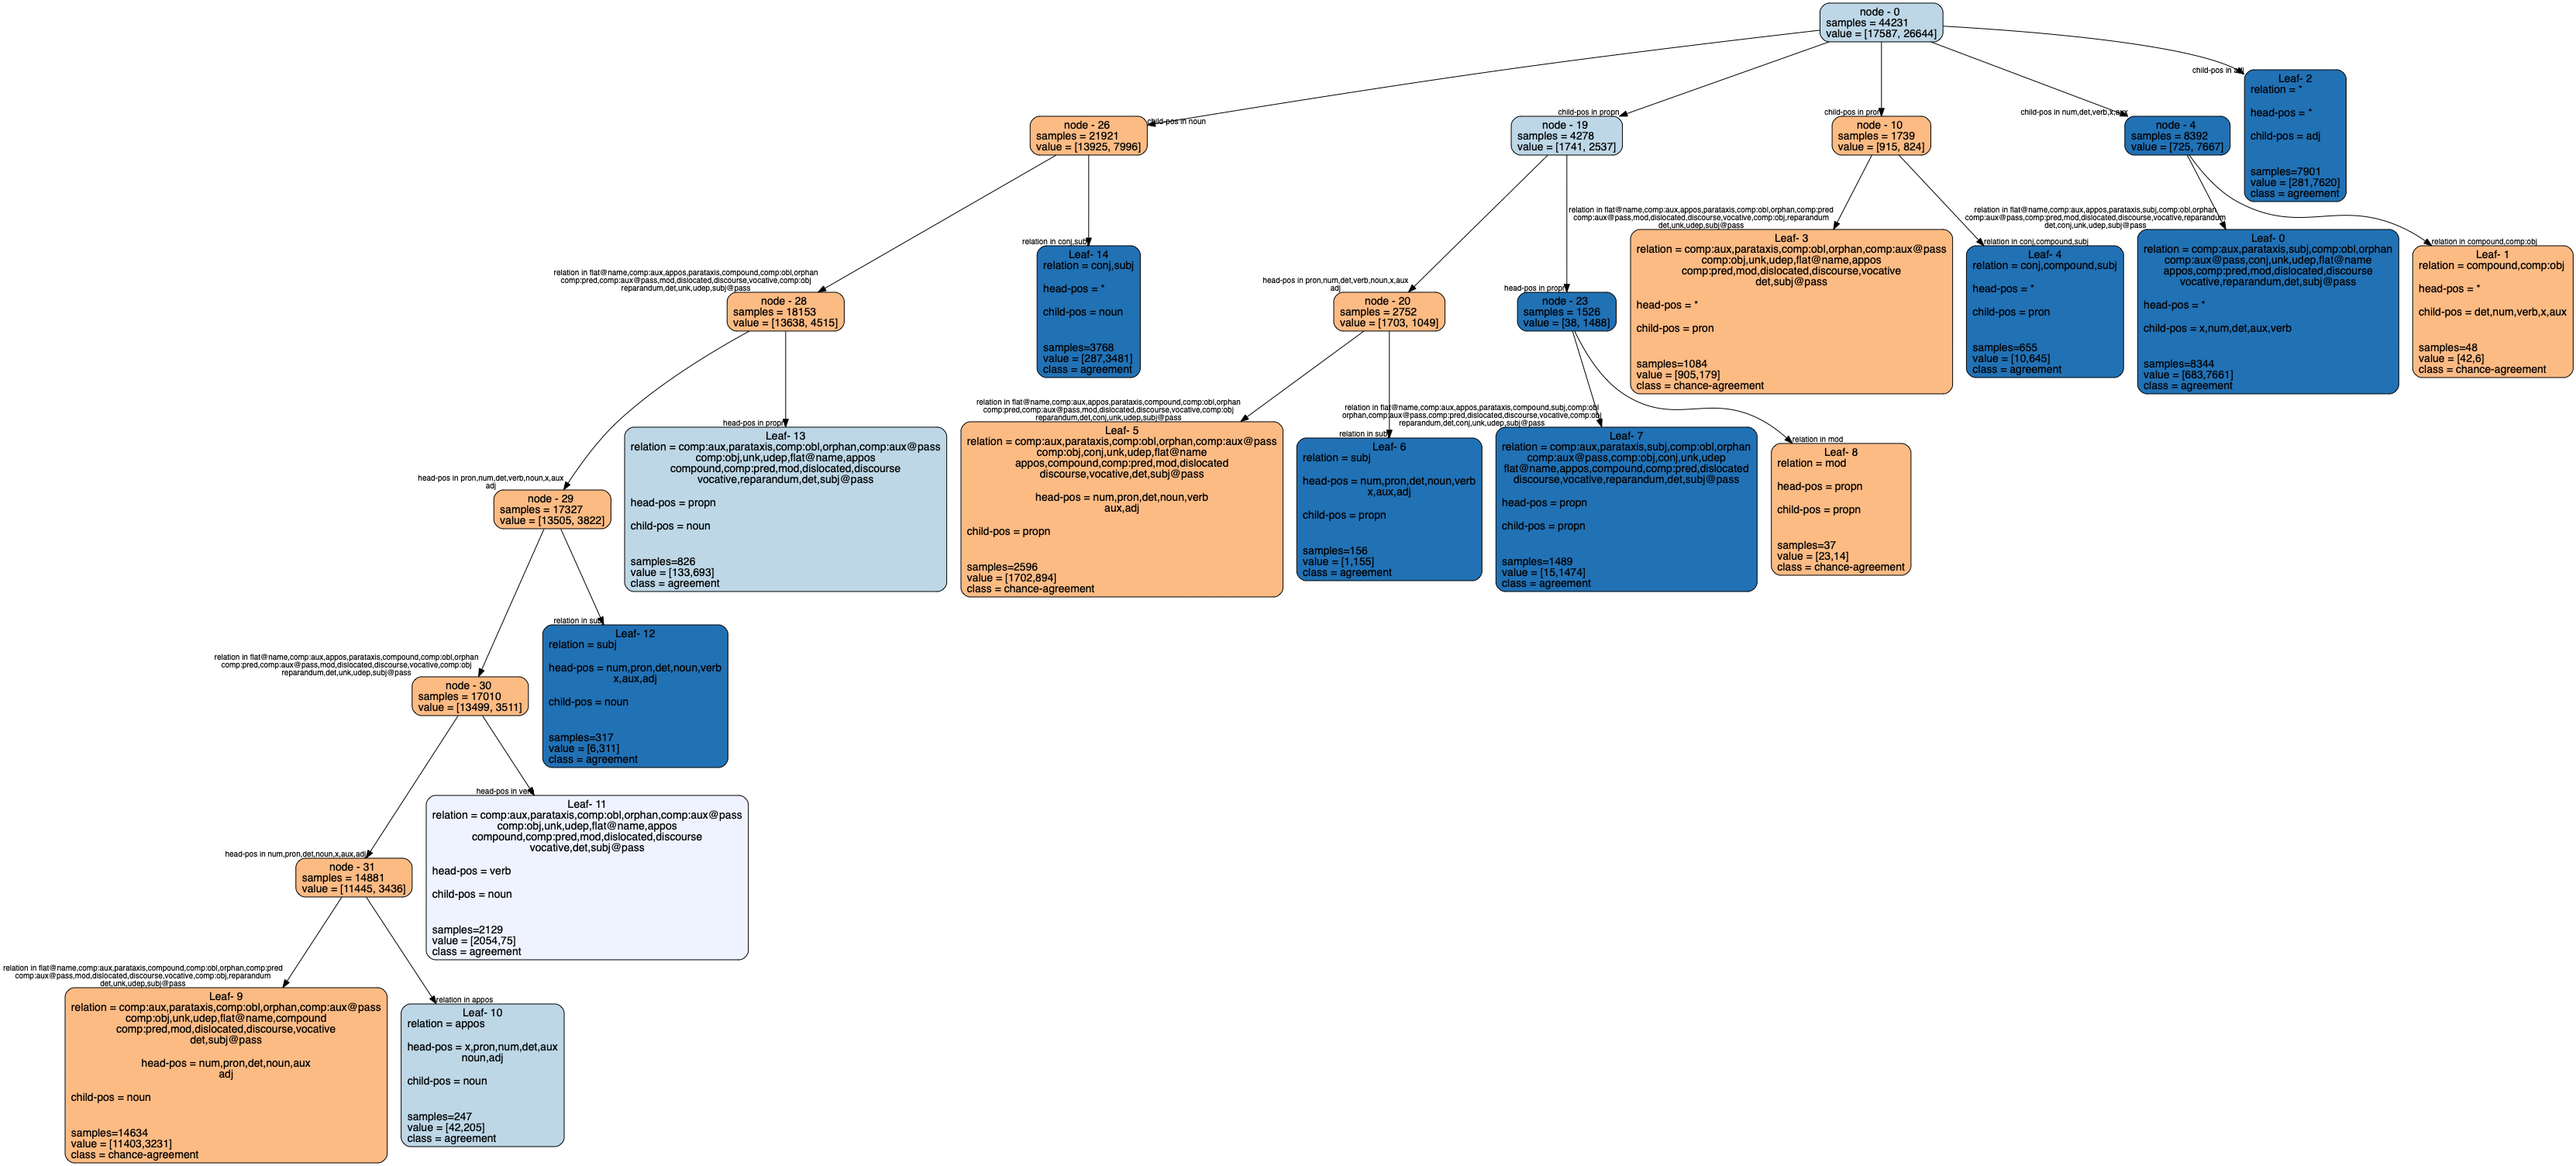 node - 0
samples = 44231
value = [17587, 26644]
child-pos in adj
Leaf- 2
relation = *
head-pos = *
child-pos = adj
samples=7901
value = [281,7620]
class = agreement
child-pos in noun
node - 26
samples = 21921
value = [13925, 7996]
child-pos in propn
node - 19
samples = 4278
value = [1741, 2537]
child-pos in pron
node - 10
samples = 1739
value = [915, 824]
child-pos in num,det,verb,x,aux
node - 4
samples = 8392
value = [725, 7667]
relation in flat@name,comp:aux,appos,parataxis,compound,comp:obl,orphan
comp:pred,comp:aux@pass,mod,dislocated,discourse,vocative,comp:obj
reparandum,det,unk,udep,subj@pass
node - 28
samples = 18153
value = [13638, 4515]
relation in conj,subj
Leaf- 14
relation = conj,subj
head-pos = *
child-pos = noun
samples=3768
value = [287,3481]
class = agreement
head-pos in pron,num,det,verb,noun,x,aux
adj
node - 20
samples = 2752
value = [1703, 1049]
head-pos in propn
node - 23
samples = 1526
value = [38, 1488]
relation in flat@name,comp:aux,appos,parataxis,comp:obl,orphan,comp:pred
comp:aux@pass,mod,dislocated,discourse,vocative,comp:obj,reparandum
det,unk,udep,subj@pass
Leaf- 3
relation = comp:aux,parataxis,comp:obl,orphan,comp:aux@pass
comp:obj,unk,udep,flat@name,appos
comp:pred,mod,dislocated,discourse,vocative
det,subj@pass
head-pos = *
child-pos = pron
samples=1084
value = [905,179]
class = chance-agreement
relation in conj,compound,subj
Leaf- 4
relation = conj,compound,subj
head-pos = *
child-pos = pron
samples=655
value = [10,645]
class = agreement
relation in flat@name,comp:aux,appos,parataxis,subj,comp:obl,orphan
comp:aux@pass,comp:pred,mod,dislocated,discourse,vocative,reparandum
det,conj,unk,udep,subj@pass
Leaf- 0
relation = comp:aux,parataxis,subj,comp:obl,orphan
comp:aux@pass,conj,unk,udep,flat@name
appos,comp:pred,mod,dislocated,discourse
vocative,reparandum,det,subj@pass
head-pos = *
child-pos = x,num,det,aux,verb
samples=8344
value = [683,7661]
class = agreement
relation in compound,comp:obj
Leaf- 1
relation = compound,comp:obj
head-pos = *
child-pos = det,num,verb,x,aux
samples=48
value = [42,6]
class = chance-agreement
head-pos in pron,num,det,verb,noun,x,aux
adj
node - 29
samples = 17327
value = [13505, 3822]
head-pos in propn
Leaf- 13
relation = comp:aux,parataxis,comp:obl,orphan,comp:aux@pass
comp:obj,unk,udep,flat@name,appos
compound,comp:pred,mod,dislocated,discourse
vocative,reparandum,det,subj@pass
head-pos = propn
child-pos = noun
samples=826
value = [133,693]
class = agreement
relation in flat@name,comp:aux,appos,parataxis,compound,comp:obl,orphan
comp:pred,comp:aux@pass,mod,dislocated,discourse,vocative,comp:obj
reparandum,det,conj,unk,udep,subj@pass
Leaf- 5
relation = comp:aux,parataxis,comp:obl,orphan,comp:aux@pass
comp:obj,conj,unk,udep,flat@name
appos,compound,comp:pred,mod,dislocated
discourse,vocative,det,subj@pass
head-pos = num,pron,det,noun,verb
aux,adj
child-pos = propn
samples=2596
value = [1702,894]
class = chance-agreement
relation in subj
Leaf- 6
relation = subj
head-pos = num,pron,det,noun,verb
x,aux,adj
child-pos = propn
samples=156
value = [1,155]
class = agreement
relation in flat@name,comp:aux,appos,parataxis,compound,subj,comp:obl
orphan,comp:aux@pass,comp:pred,dislocated,discourse,vocative,comp:obj
reparandum,det,conj,unk,udep,subj@pass
Leaf- 7
relation = comp:aux,parataxis,subj,comp:obl,orphan
comp:aux@pass,comp:obj,conj,unk,udep
flat@name,appos,compound,comp:pred,dislocated
discourse,vocative,reparandum,det,subj@pass
head-pos = propn
child-pos = propn
samples=1489
value = [15,1474]
class = agreement
relation in mod
Leaf- 8
relation = mod
head-pos = propn
child-pos = propn
samples=37
value = [23,14]
class = chance-agreement
relation in flat@name,comp:aux,appos,parataxis,compound,comp:obl,orphan
comp:pred,comp:aux@pass,mod,dislocated,discourse,vocative,comp:obj
reparandum,det,unk,udep,subj@pass
node - 30
samples = 17010
value = [13499, 3511]
relation in subj
Leaf- 12
relation = subj
head-pos = num,pron,det,noun,verb
x,aux,adj
child-pos = noun
samples=317
value = [6,311]
class = agreement
head-pos in num,pron,det,noun,x,aux,adj
node - 31
samples = 14881
value = [11445, 3436]
head-pos in verb
Leaf- 11
relation = comp:aux,parataxis,comp:obl,orphan,comp:aux@pass
comp:obj,unk,udep,flat@name,appos
compound,comp:pred,mod,dislocated,discourse
vocative,det,subj@pass
head-pos = verb
child-pos = noun
samples=2129
value = [2054,75]
class = agreement
relation in flat@name,comp:aux,parataxis,compound,comp:obl,orphan,comp:pred
comp:aux@pass,mod,dislocated,discourse,vocative,comp:obj,reparandum
det,unk,udep,subj@pass
Leaf- 9
relation = comp:aux,parataxis,comp:obl,orphan,comp:aux@pass
comp:obj,unk,udep,flat@name,compound
comp:pred,mod,dislocated,discourse,vocative
det,subj@pass
head-pos = num,pron,det,noun,aux
adj
child-pos = noun
samples=14634
value = [11403,3231]
class = chance-agreement
relation in appos
Leaf- 10
relation = appos
head-pos = x,pron,num,det,aux
noun,adj
child-pos = noun
samples=247
value = [42,205]
class = agreement